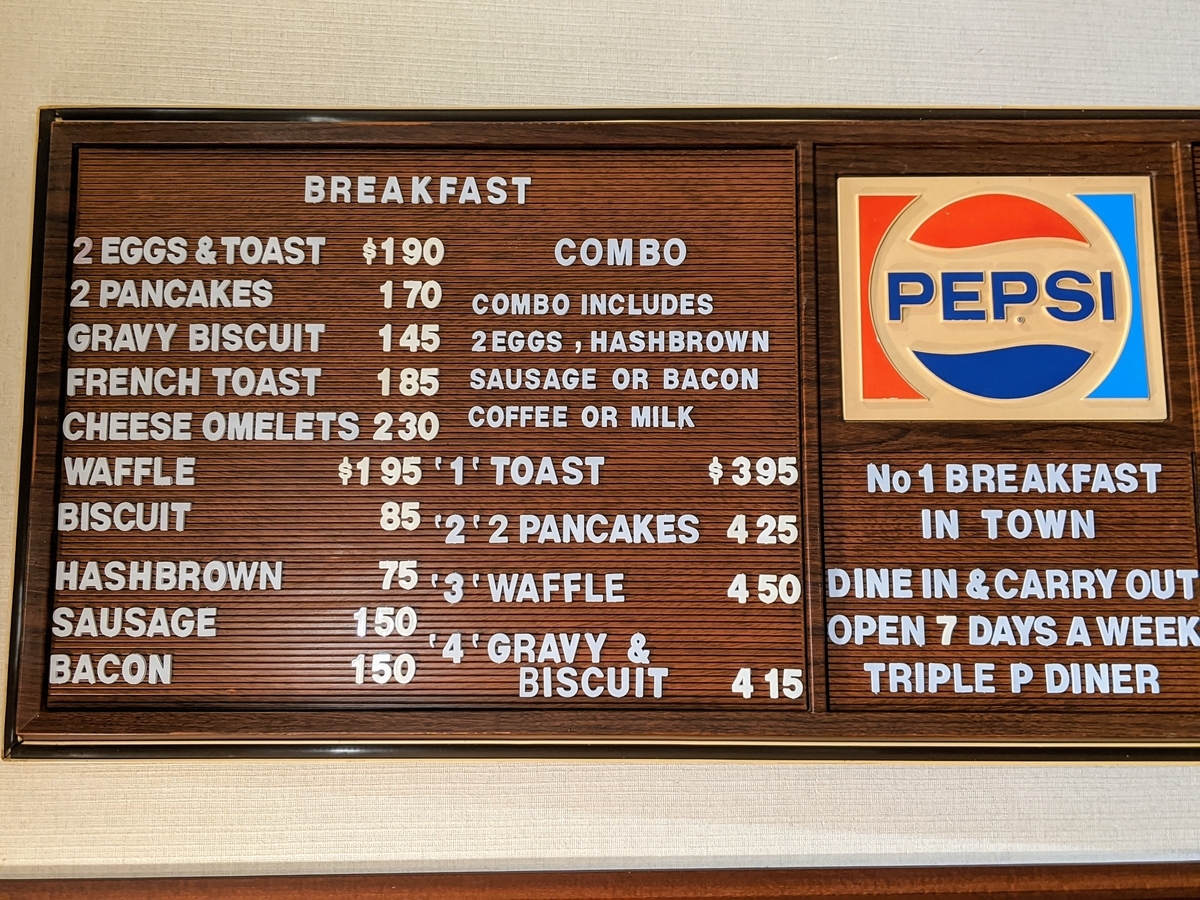 BREAKFAST
2 EGGS & TOAST $190
2 PANCAKES 170
GRAVY BISCUIT 145
FRENCH TOAST 185
CHEESE OMELETS 230
WAFFLE $195
BISCUIT 85
HASHBROWN 75
SAUSAGE 150
BACON 150
COMBO
COMBO INCLUDES
2 EGGS , HASHBROWN
SAUSAGE OR BACON
COFFEE OR MILK
'1' TOAST $395
'2' 2 PANCAKES 425
'3' WAFFLE 450
'4' GRAVY &
BISCUIT 415
PEPSI
®
No 1 BREAKFAST
IN TOWN
DINE IN & CARRY OUT
OPEN 7 DAYS A WEEK
TRIPLE P DINER